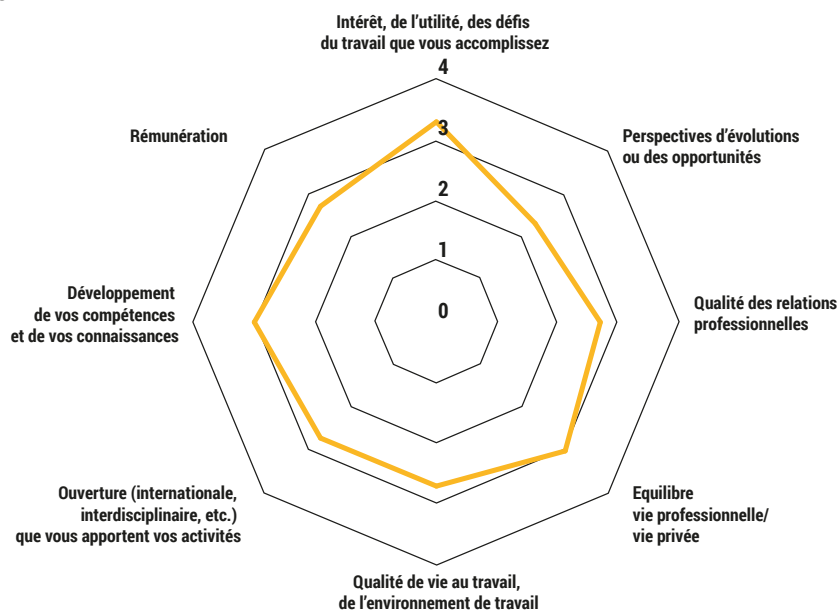 Intérêt, de l’utilité, des défis
du travail que vous accomplissez
4
Rémunération
3
Perspectives d’évolutions
ou des opportunités
2
1
Développement
de vos compétences
et de vos connaissances
0
Qualité des relations
professionnelles
Ouverture (internationale,
interdisciplinaire, etc.)
que vous apportent vos activités
Equilibre
vie professionnelle/
vie privée
Qualité de vie au travail,
de l’environnement de travail